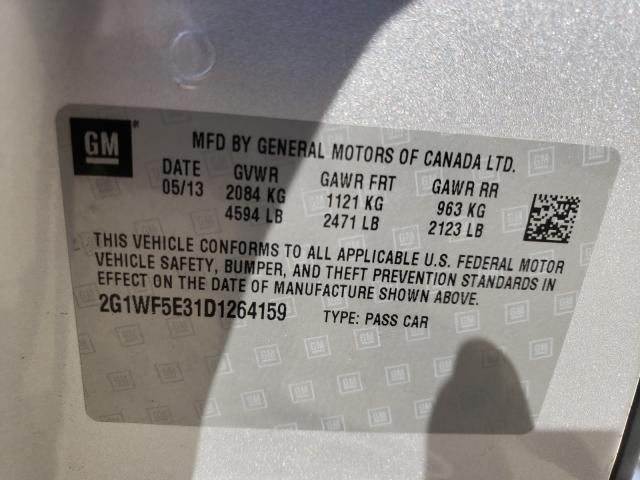 GM
MFD BY GENERAL MOTORS OF CANADA LTD.
DATE GVWR GAWR FRT GAWR RR
05/13 2084 KG 1121 KG 963 KG
4594 LB 2471 LB 2123 LB
THIS VEHICLE CONFORMS TO ALL APPLICABLE U.S. FEDERAL MOTOR
VEHICLE SAFETY, BUMPER, AND THEFT PREVENTION STANDARDS IN
EFFECT ON THE DATE OF MANUFACTURE SHOWN ABOVE.
2G1WF5E31D1264159 TYPE: PASS CAR